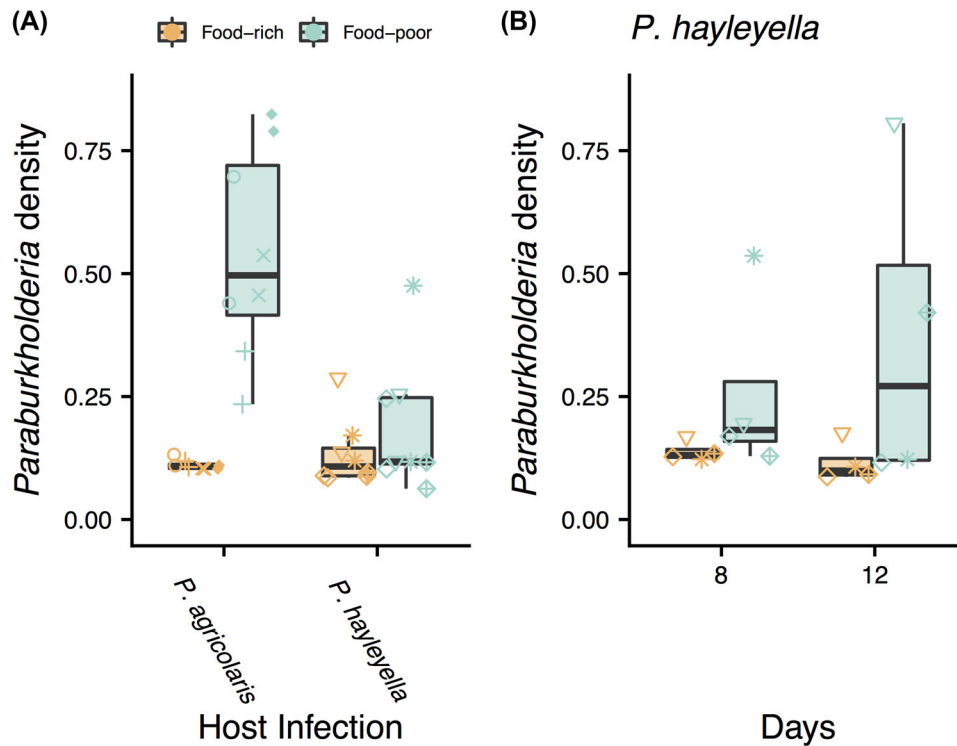 (A)
Food–rich
Food–poor
Paraburkholderia density
0.75
0.50
0.25
0.00
P. agricolaris
P. hayleyella
Host Infection
(B)
P. hayleyella
Paraburkholderia density
0.75
0.50
0.25
0.00
8
12
Days